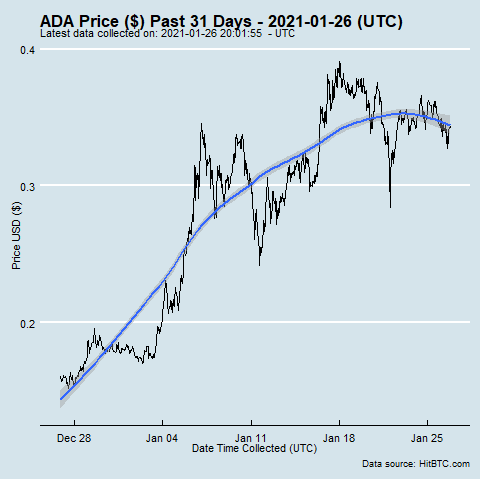 ADA Price ($) Past 31 Days - 2021-01-26 (UTC)
Latest data collected on: 2021-01-26 20:01:55 - UTC
0.4
0.3
0.2
Price USD ($)
Dec 28 Jan 04 Jan 11 Jan 18 Jan 25
Date Time Collected (UTC)
Data source: HitBTC.com